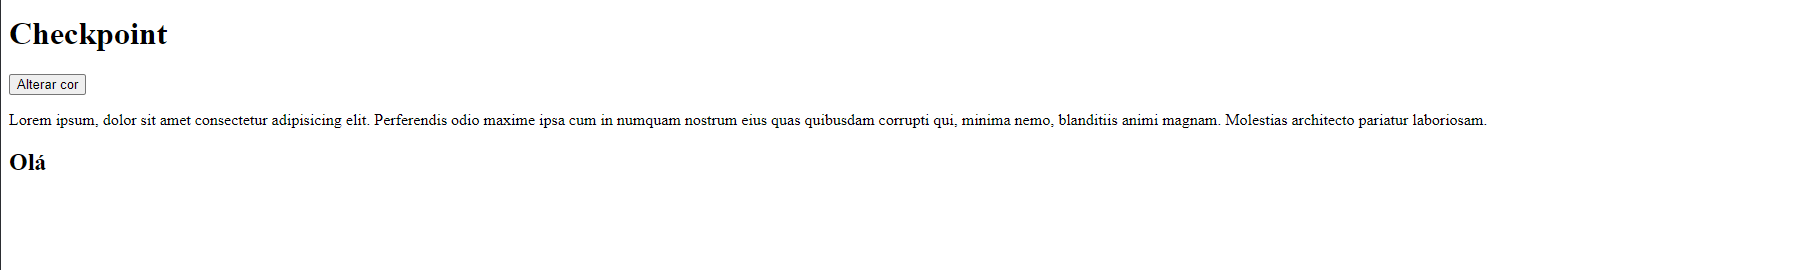 Checkpoint
Alterar cor
Lorem ipsum, dolor sit amet consectetur adipisicing elit. Perferendis odio maxime ipsa cum in numquam nostrum eius quas quibusdam corrupti qui, minima nemo, blanditiis animi magnam. Molestias architecto pariatur laboriosam.
Olá